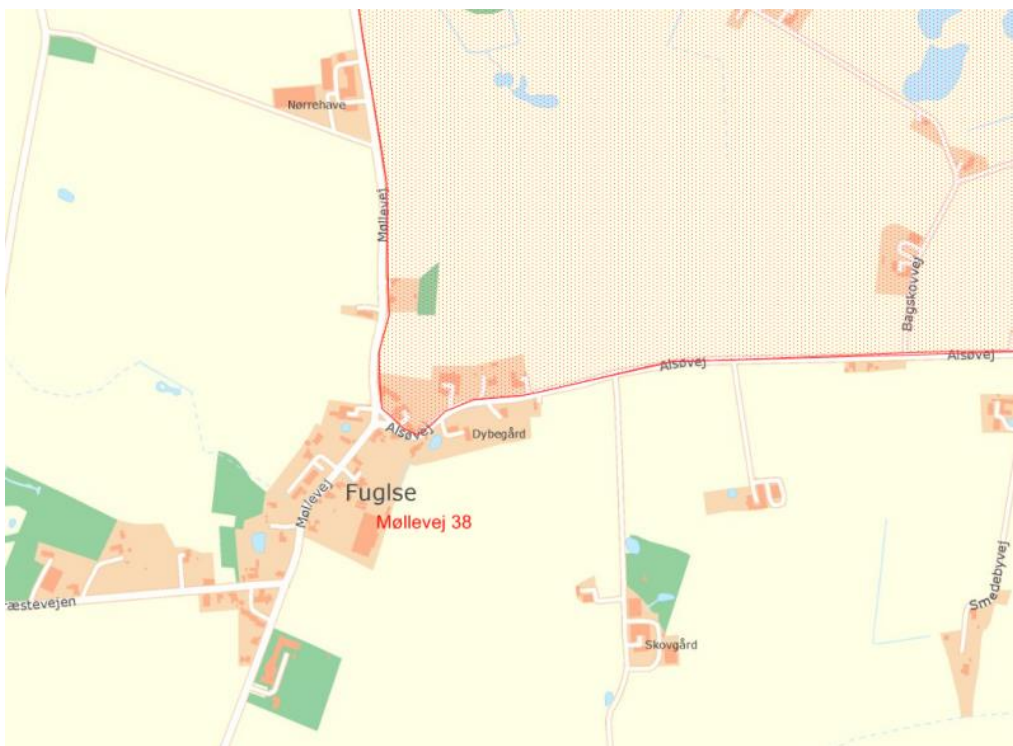 Nørrehave
Møllevej
Bagskovvej
Alsøvej
Alsøvej
Alsøvej
Dybegård
Fuglse
Møllevej 38
Møllevej
Smedebyvej
ræstevejen
Skovgård